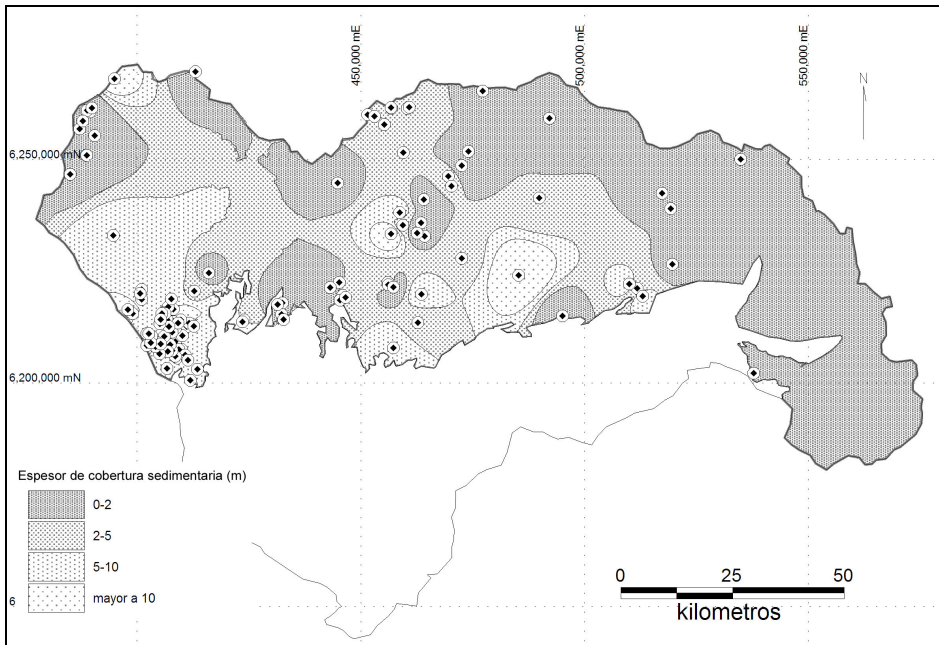 450,000 mE
500,000 mE
550,000 mE
N
6,250,000 mN
6,200,000 mN
Espesor de cobertura sedimentaria (m)
0-2
2-5
5-10
mayor a 10
6
0
25
50
kilometros